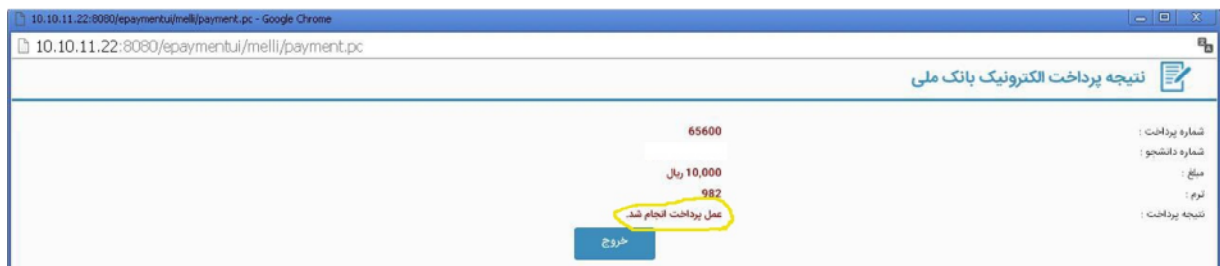 10.10.11.22:8080/epaymentui/melli/payment.pc - Google Chrome
10.10.11.22:8080/epaymentui/melli/payment.pc
نتیجه پرداخت الکترونیک بانک ملی
شماره پرداخت : 65600
شماره دانشجو :
مبلغ : 10,000 ریال
ترم : 982
نتیجه پرداخت : عمل پرداخت انجام شد.
خروج